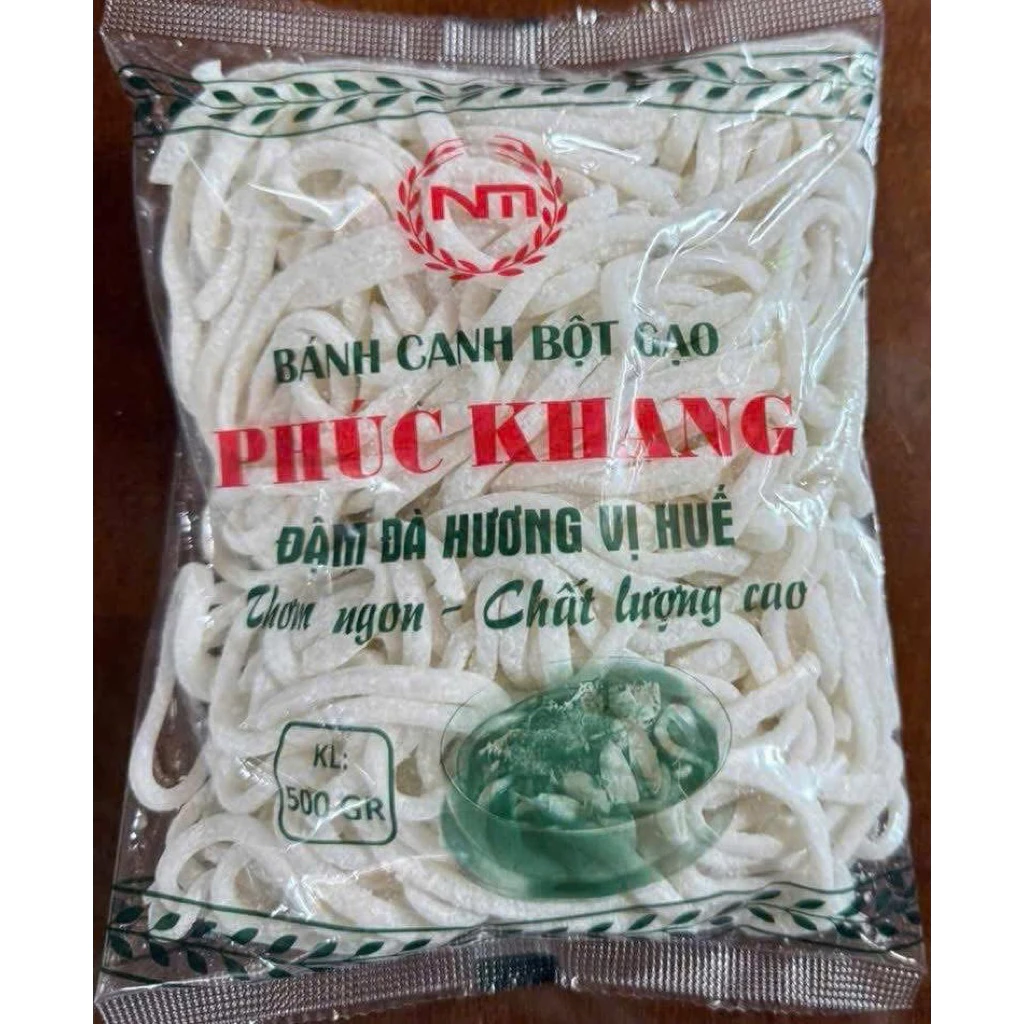 NM
BÁNH CANH BỘT GẠO
PHÚC KHANG
ĐẬM ĐÀ HƯƠNG VỊ HUẾ
Thơm ngon - Chất lượng cao
KL:
500 GR